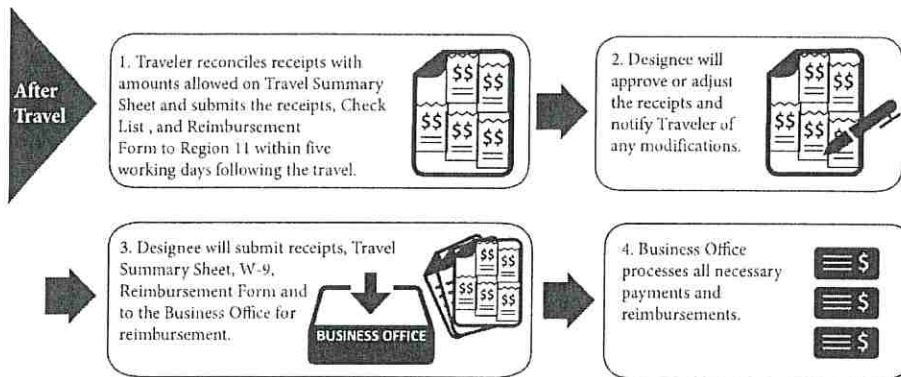 After
Travel
1. Traveler reconciles receipts with
amounts allowed on Travel Summary
Sheet and submits the receipts, Check
List , and Reimbursement
Form to Region 11 within five
working days following the travel.
$$
$$
$$
$$
$$
$$
2. Designee will
approve or adjust
the receipts and
notify Traveler of
any modifications.
$$
$$
$$
$$
$$
3. Designee will submit receipts, Travel
Summary Sheet, W-9,
Reimbursement Form and
to the Business Office for
reimbursement.
BUSINESS OFFICE
$$
$$
$$
$$
$$
4. Business Office
processes all necessary
payments and
reimbursements.
$
$
$